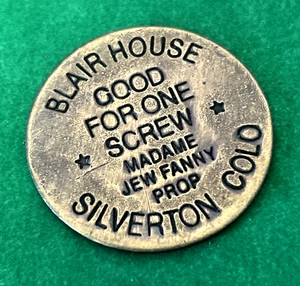 BLAIR HOUSE
GOOD
FOR ONE
SCREW
MADAME
JEW FANNY
PROP
SILVERTON COLO